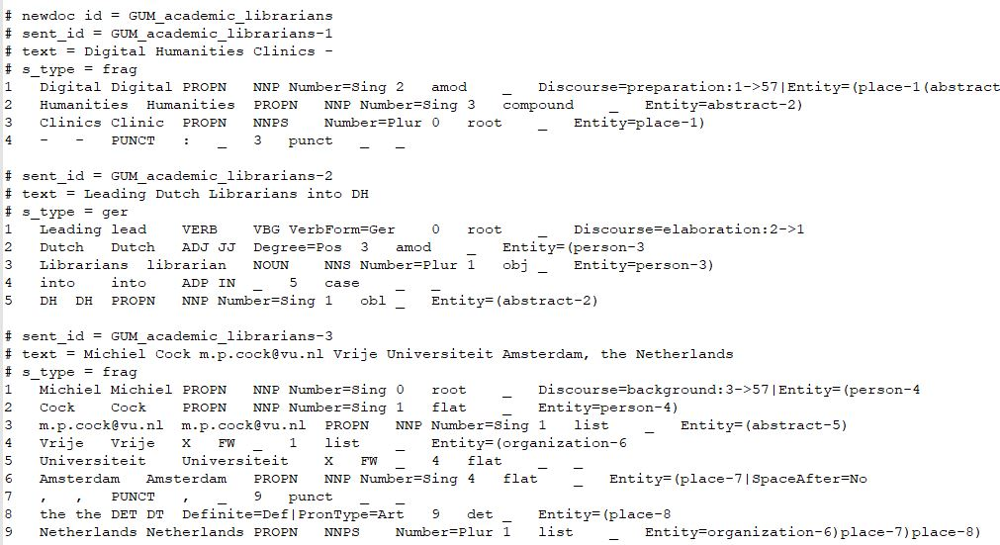 # newdoc id = GUM_academic_librarians
# sent_id = GUM_academic_librarians-1
# text = Digital Humanities Clinics -
# s_type = frag
1 Digital Digital PROPN NNP Number=Sing 2 amod _ Discourse=preparation:1->57|Entity=(place-1(abstract
2 Humanities Humanities PROPN NNP Number=Sing 3 compound _ Entity=abstract-2)
3 Clinics Clinic PROPN NNPS Number=Plur 0 root _ Entity=place-1)
4 - - PUNCT : _ 3 punct _ _
# sent_id = GUM_academic_librarians-2
# text = Leading Dutch Librarians into DH
# s_type = ger
1 Leading lead VERB VBG VerbForm=Ger 0 root _ Discourse=elaboration:2->1
2 Dutch Dutch ADJ JJ Degree=Pos 3 amod _ Entity=(person-3
3 Librarians librarian NOUN NNS Number=Plur 1 obj _ Entity=person-3)
4 into into ADP IN _ 5 case _ _
5 DH DH PROPN NNP Number=Sing 1 obl _ Entity=(abstract-2)
# sent_id = GUM_academic_librarians-3
# text = Michiel Cock m.p.cock@vu.nl Vrije Universiteit Amsterdam, the Netherlands
# s_type = frag
1 Michiel Michiel PROPN NNP Number=Sing 0 root _ Discourse=background:3->57|Entity=(person-4
2 Cock Cock PROPN NNP Number=Sing 1 flat _ Entity=person-4)
3 m.p.cock@vu.nl m.p.cock@vu.nl PROPN NNP Number=Sing 1 list _ Entity=(abstract-5)
4 Vrije Vrije X FW _ 1 list _ Entity=(organization-6
5 Universiteit Universiteit X FW _ 4 flat _ _
6 Amsterdam Amsterdam PROPN NNP Number=Sing 4 flat _ Entity=(place-7|SpaceAfter=No
7 , , PUNCT , _ 9 punct _ _
8 the the DET DT Definite=Def|PronType=Art 9 det _ Entity=(place-8
9 Netherlands Netherlands PROPN NNPS Number=Plur 1 list _ Entity=organization-6)place-7)place-8)